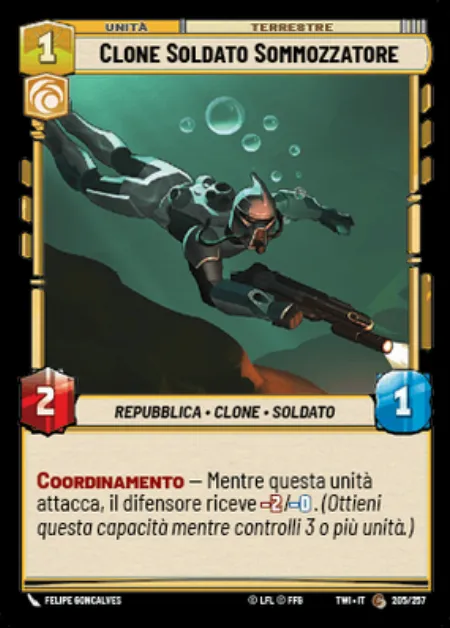 UNITÀ
TERRESTRE
1
CLONE SOLDATO SOMMOZZATORE
2
REPUBBLICA • CLONE • SOLDATO
1
COORDINAMENTO – Mentre questa unità
attacca, il difensore riceve -2/-0. (Ottieni
questa capacità mentre controlli 3 o più unità.)
FELIPE GONCALVES
© LFL © FFG
TWI • IT
C
205/257